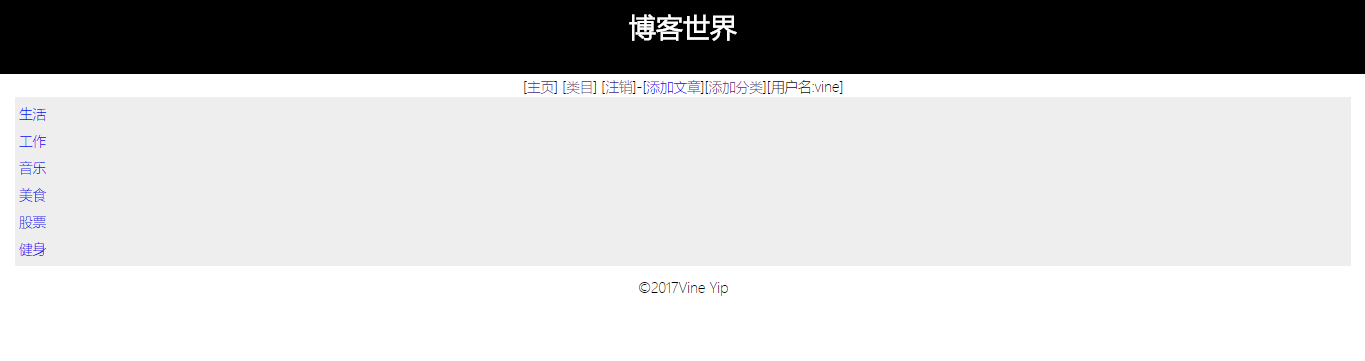 博客世界
[主页] [类目] [注销]-[添加文章][添加分类][用户名:vine]
生活
工作
音乐
美食
股票
健身
©2017Vine Yip